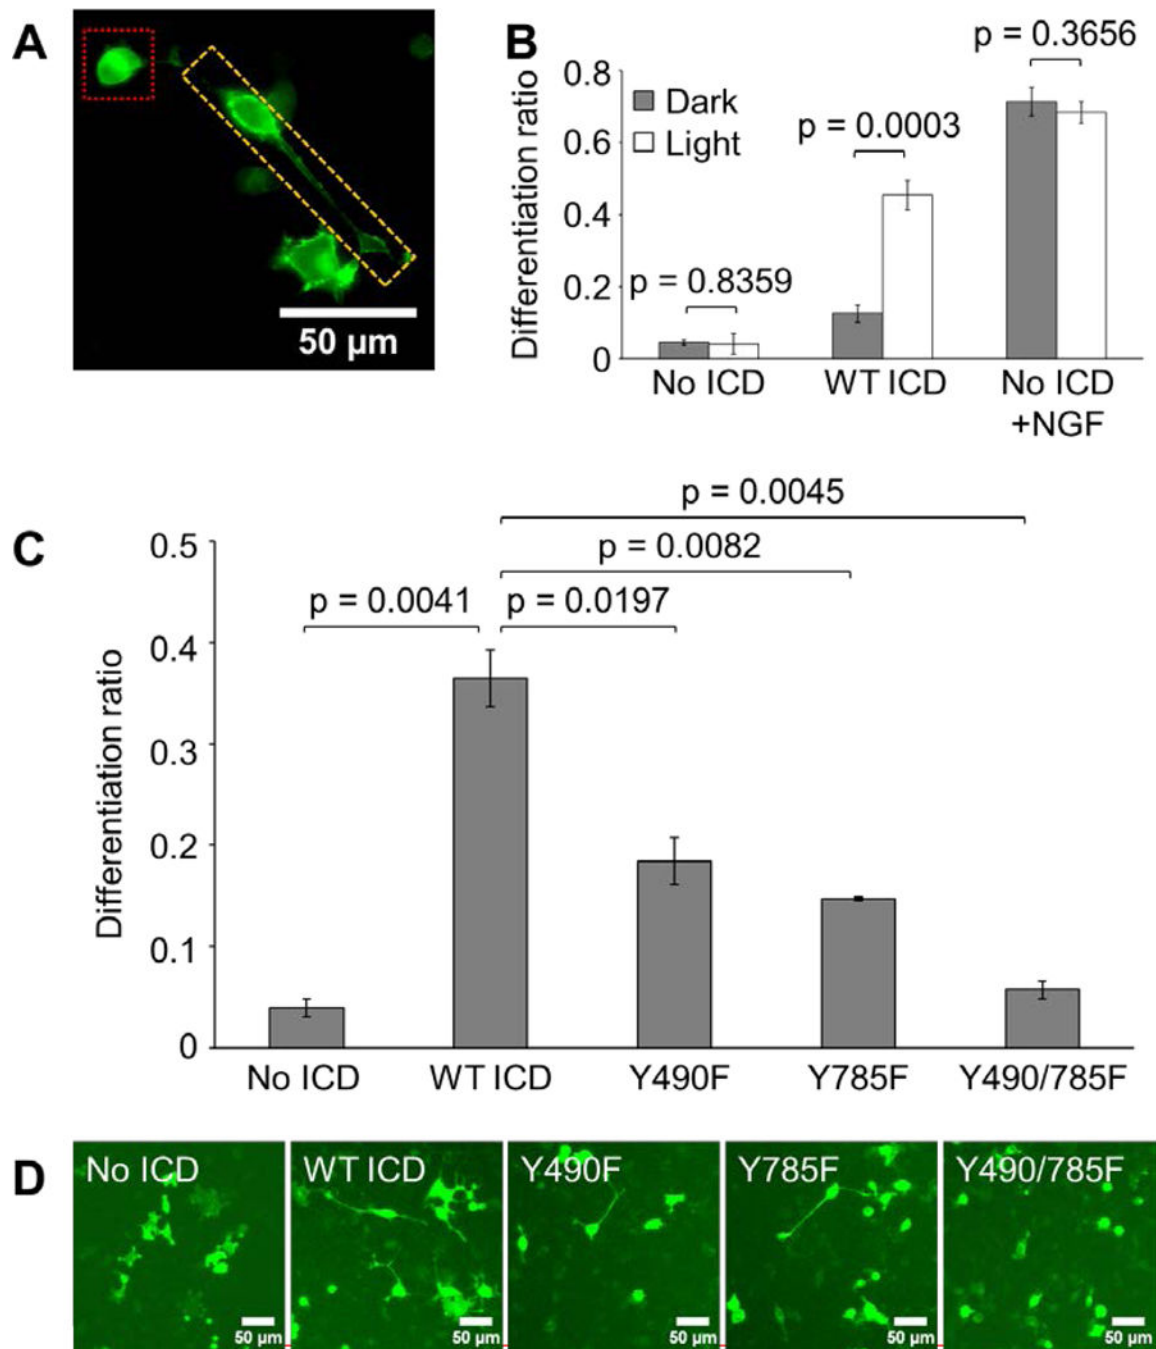 A
50 µm
B
Differentiation ratio
0.8
0.6
0.4
0.2
0
Dark
Light
p = 0.8359
p = 0.0003
p = 0.3656
No ICD
WT ICD
No ICD
+NGF
C
Differentiation ratio
0.5
0.4
0.3
0.2
0.1
0
p = 0.0045
p = 0.0082
p = 0.0041
p = 0.0197
No ICD
WT ICD
Y490F
Y785F
Y490/785F
D
No ICD
50 µm
WT ICD
50 µm
Y490F
50 µm
Y785F
50 µm
Y490/785F
50 µm